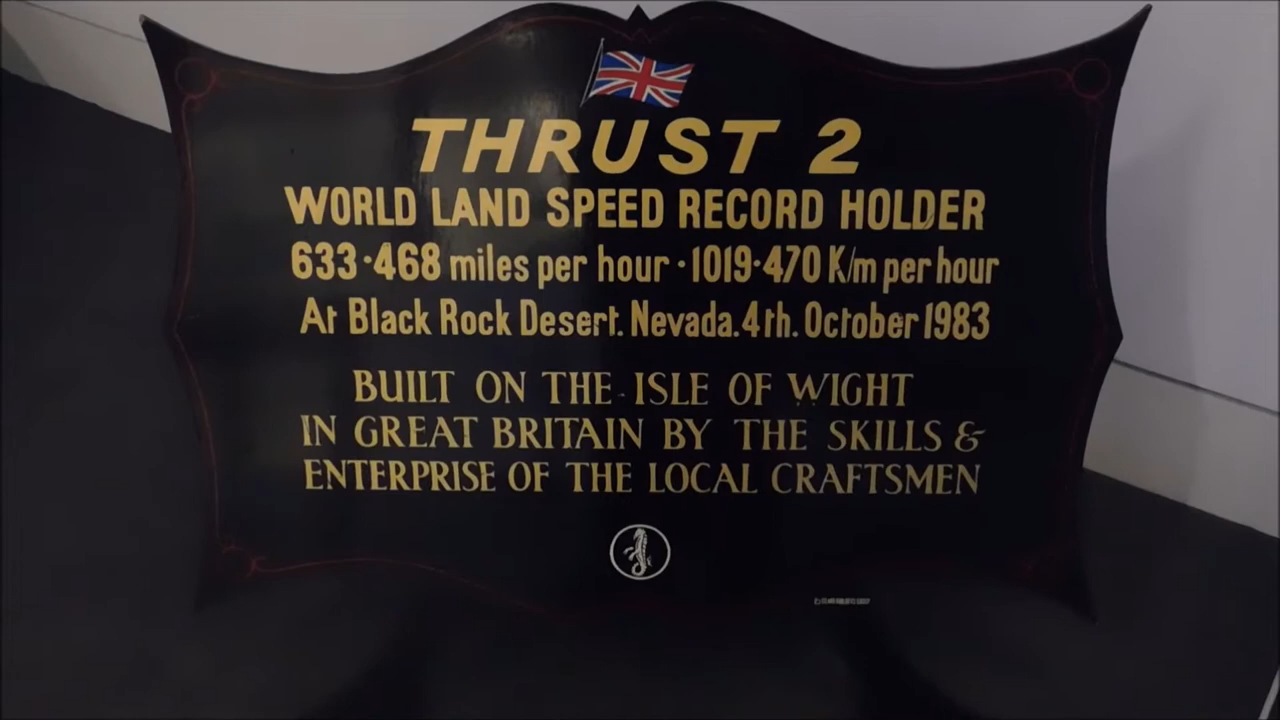 THRUST 2
WORLD LAND SPEED RECORD HOLDER
633·468 miles per hour · 1019·470 K/m per hour
At Black Rock Desert. Nevada. 4th. October 1983
BUILT ON THE ISLE OF WIGHT
IN GREAT BRITAIN BY THE SKILLS &
ENTERPRISE OF THE LOCAL CRAFTSMEN